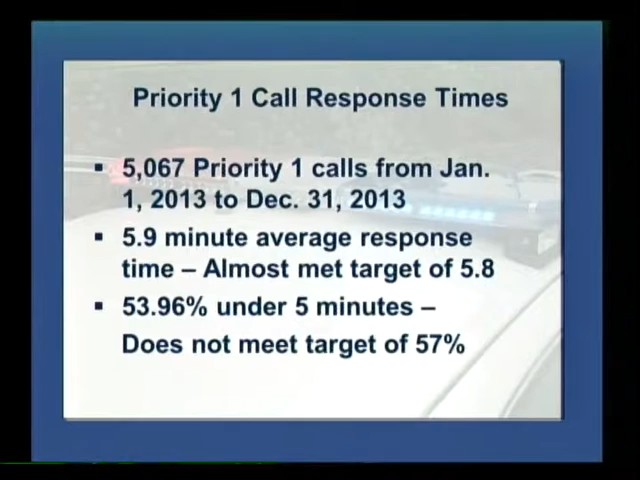 Priority 1 Call Response Times
▪ 5,067 Priority 1 calls from Jan.
1, 2013 to Dec. 31, 2013
▪ 5.9 minute average response
time – Almost met target of 5.8
▪ 53.96% under 5 minutes –
Does not meet target of 57%